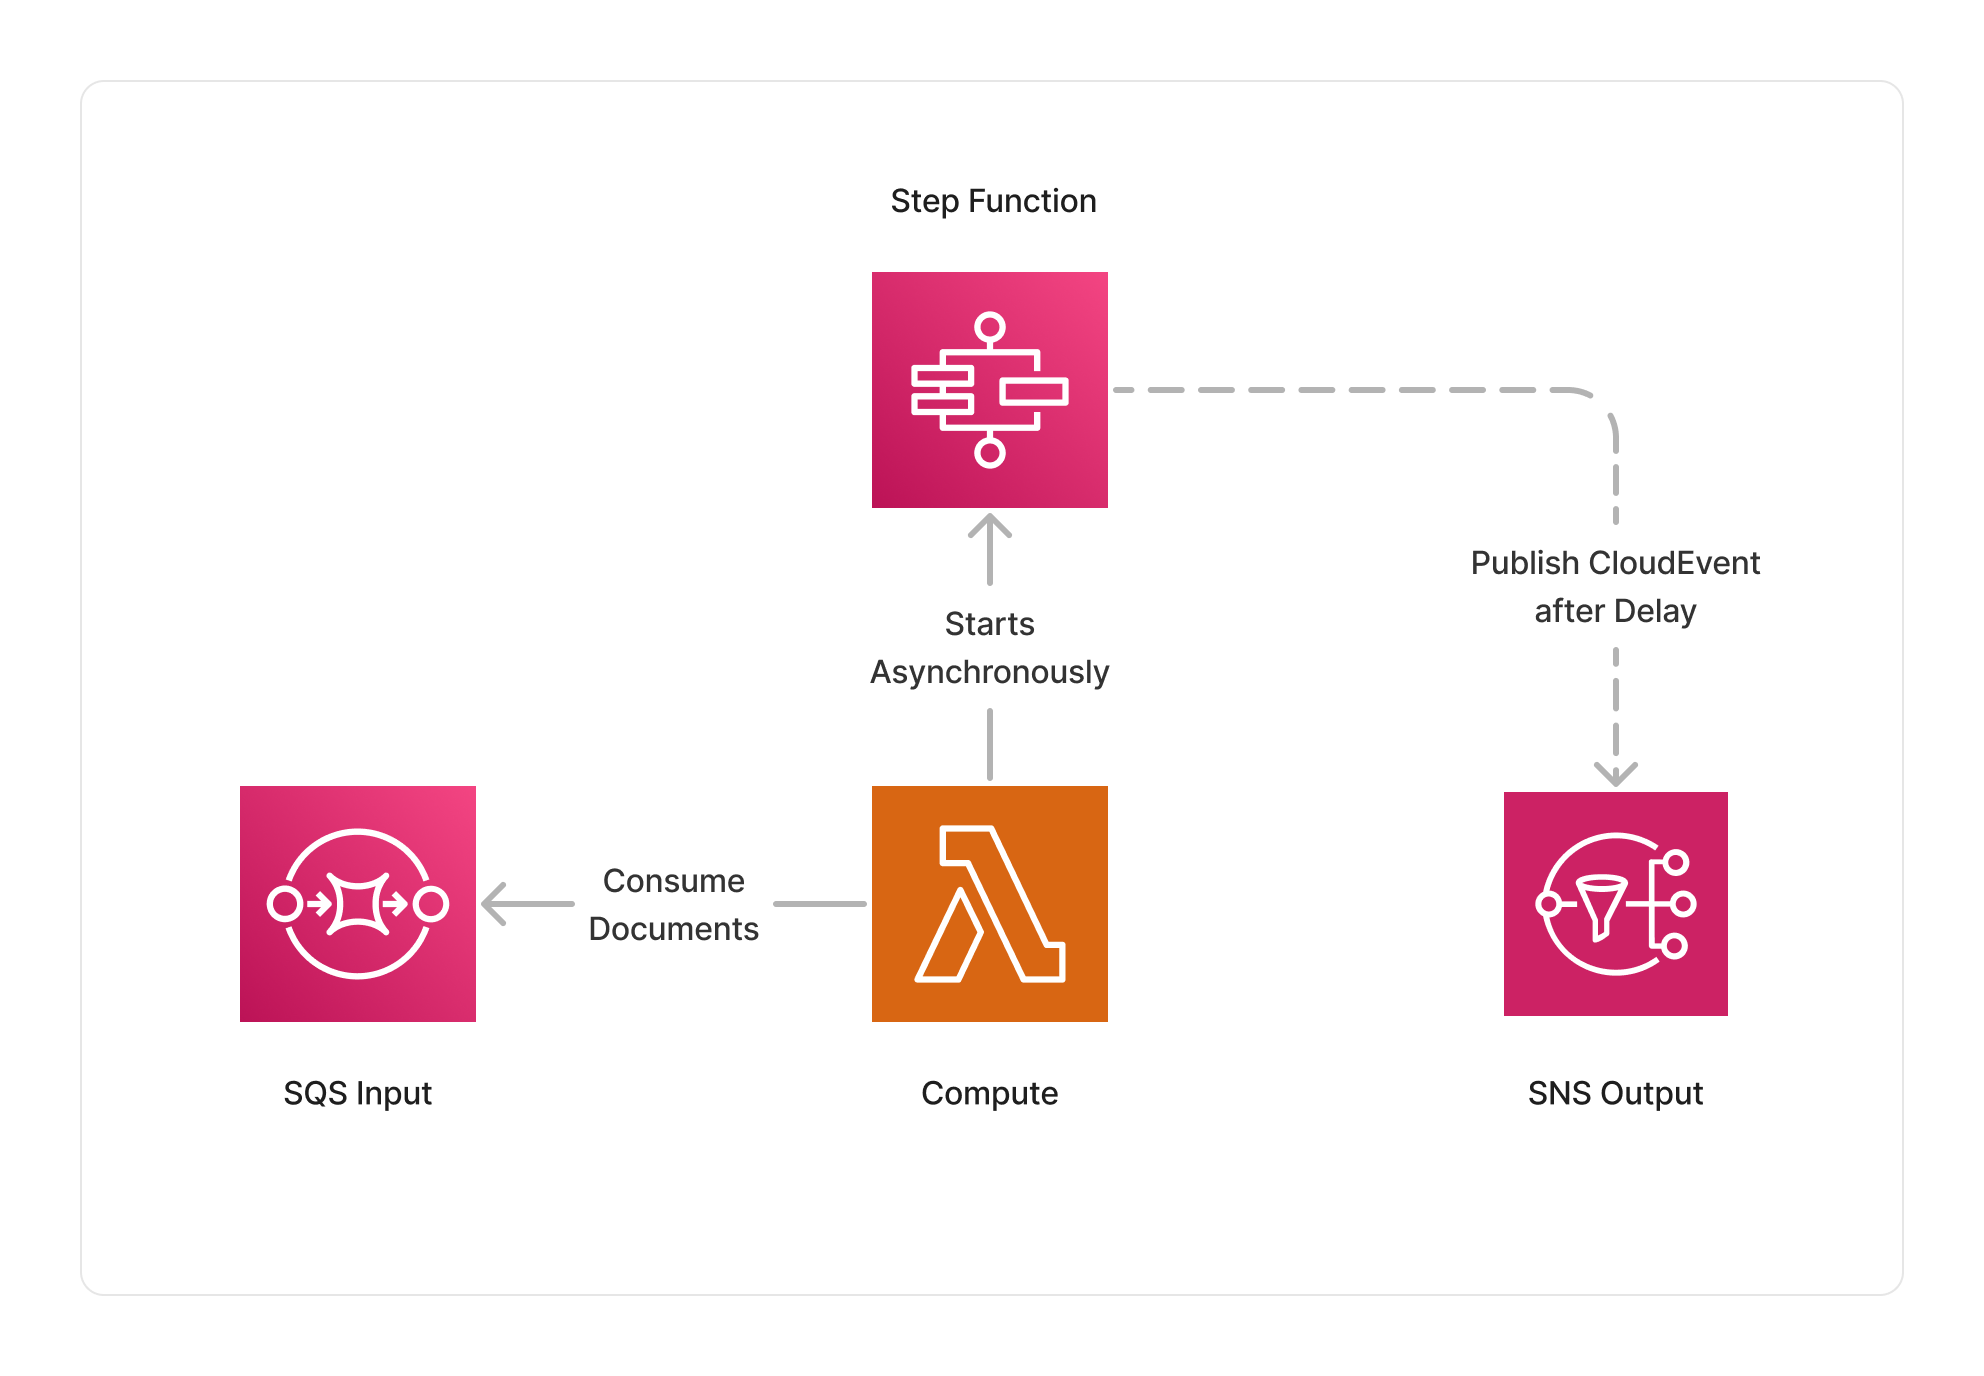 Step Function
Publish CloudEvent
after Delay
Starts
Asynchronously
Consume
Documents
SQS Input
Compute
SNS Output